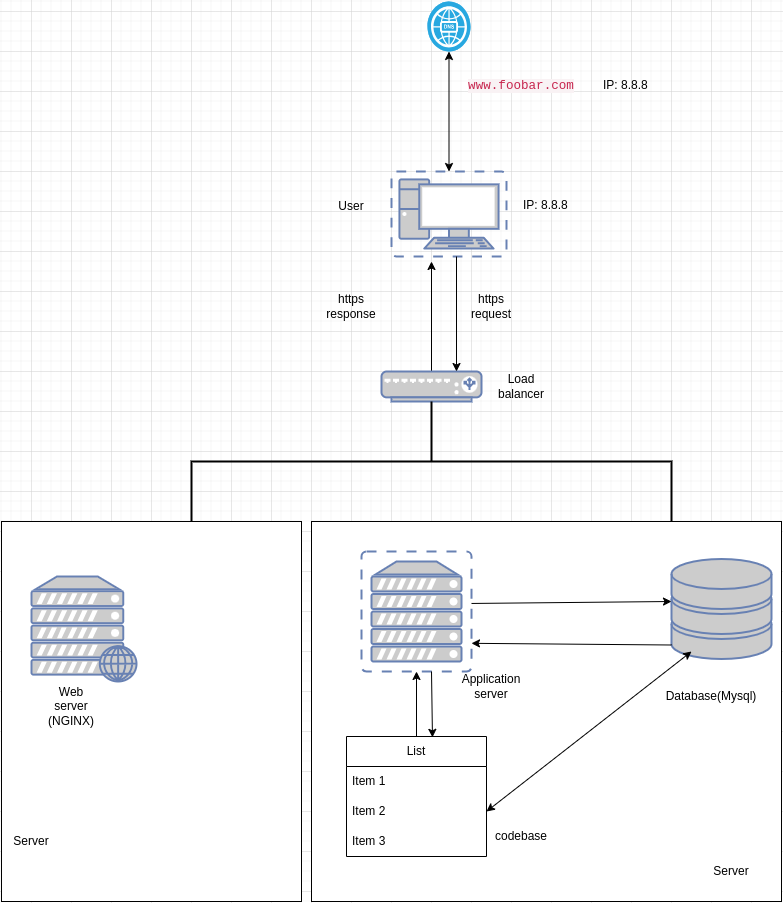 DNS
www.foobar.com
IP: 8.8.8
User
IP: 8.8.8
https
response
https
request
Load
balancer
Web
server
(NGINX)
Server
Application
server
Database(Mysql)
List
Item 1
Item 2
Item 3
codebase
Server